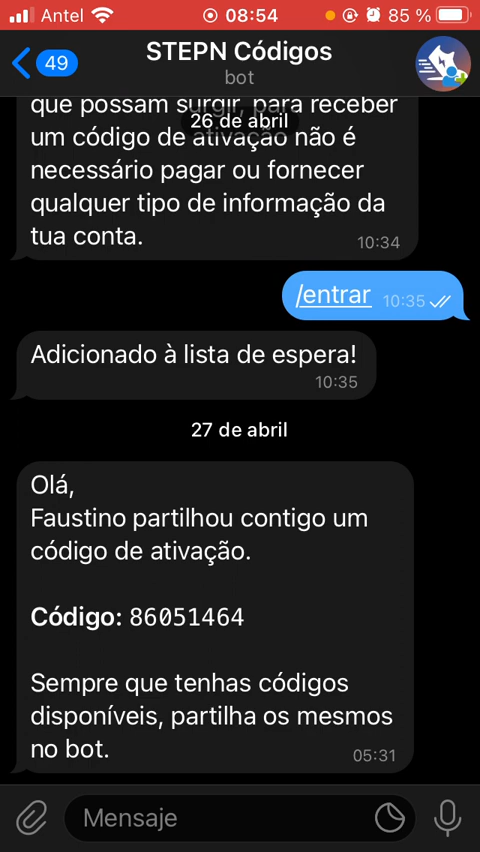 Antel 08:54 85 %
49 STEPN Códigos
bot
que possam surgir, para receber
26 de abril
um código de ativação não é
necessário pagar ou fornecer
qualquer tipo de informação da
tua conta. 10:34
/entrar 10:35
Adicionado à lista de espera!
10:35
27 de abril
Olá,
Faustino partilhou contigo um
código de ativação.
Código: 86051464
Sempre que tenhas códigos
disponíveis, partilha os mesmos
no bot. 05:31
Mensaje